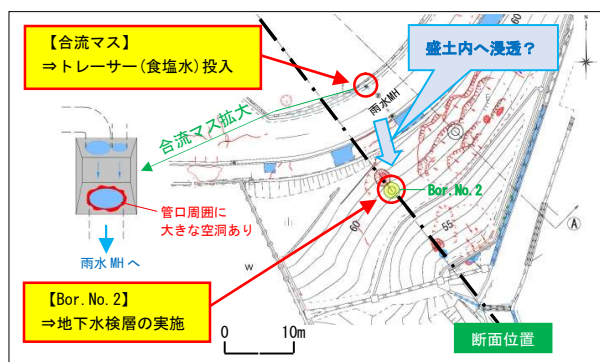 【合流マス】
⇒トレーサー(食塩水)投入
盛土内へ浸透？
60
60
雨水MH
合流マス拡大
Bor.No.2
管口周囲に
大きな空洞あり
雨水MHへ
60
55
A
W
【Bor.No.2】
⇒地下水検層の実施
0 10m
断面位置